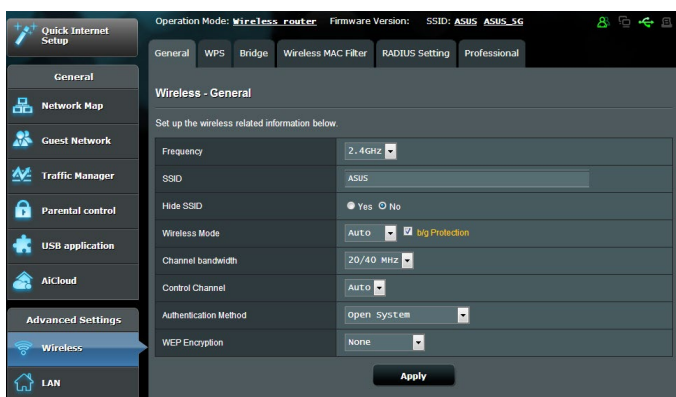 Quick Internet
Setup
Operation Mode: Wireless router Firmware Version: SSID: ASUS ASUS_5G
General WPS Bridge Wireless MAC Filter RADIUS Setting Professional
General
Network Map
Guest Network
Traffic Manager
Parental control
USB application
AiCloud
Advanced Settings
Wireless
LAN
Wireless - General
Set up the wireless related information below.
Frequency 2.4GHz
SSID ASUS
Hide SSID Yes No
Wireless Mode Auto b/g Protection
Channel bandwidth 20/40 MHz
Control Channel Auto
Authentication Method Open System
WEP Encryption None
Apply